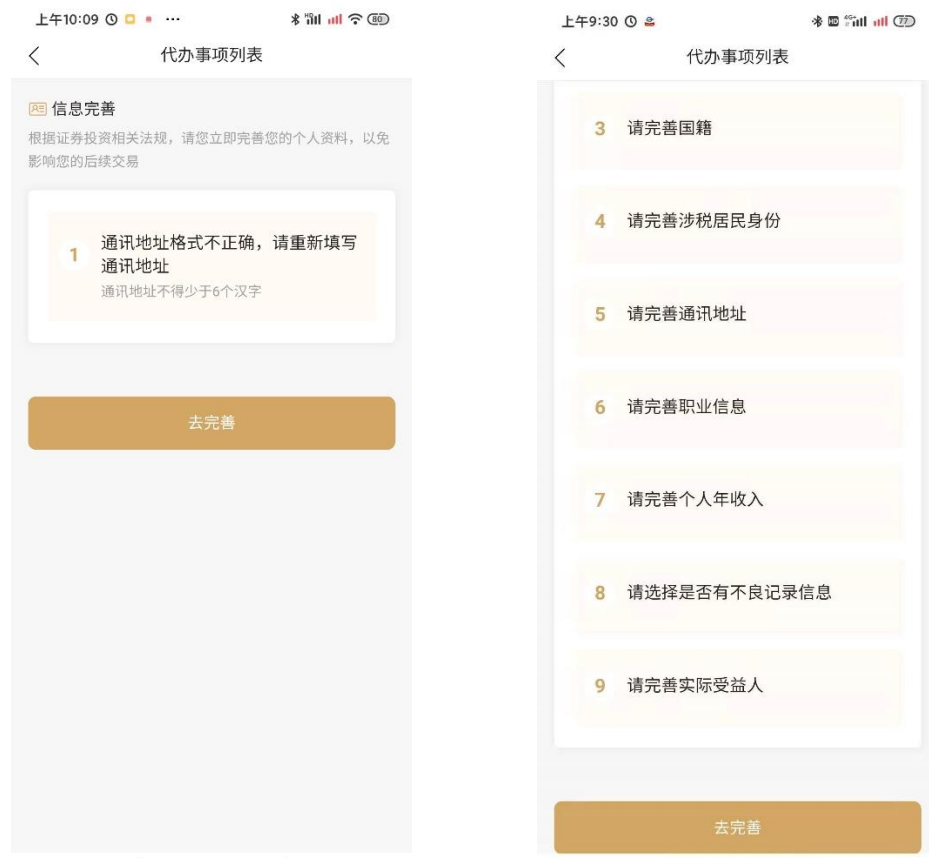 上午10:09
80
代办事项列表
信息完善
根据证券投资相关法规，请您立即完善您的个人资料，以免
影响您的后续交易
1
通讯地址格式不正确，请重新填写
通讯地址
通讯地址不得少于6个汉字
去完善
上午9:30
HD 4G 77
代办事项列表
3 请完善国籍
4 请完善涉税居民身份
5 请完善通讯地址
6 请完善职业信息
7 请完善个人年收入
8 请选择是否有不良记录信息
9 请完善实际受益人
去完善